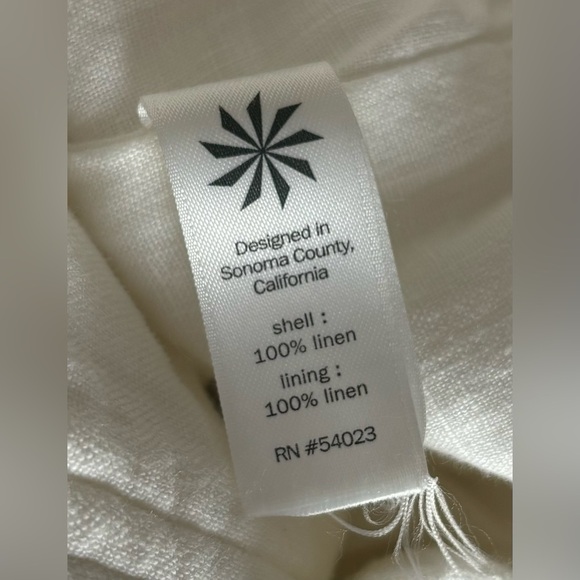 Designed in
Sonoma County,
California
shell :
100% linen
lining :
100% linen
RN #54023